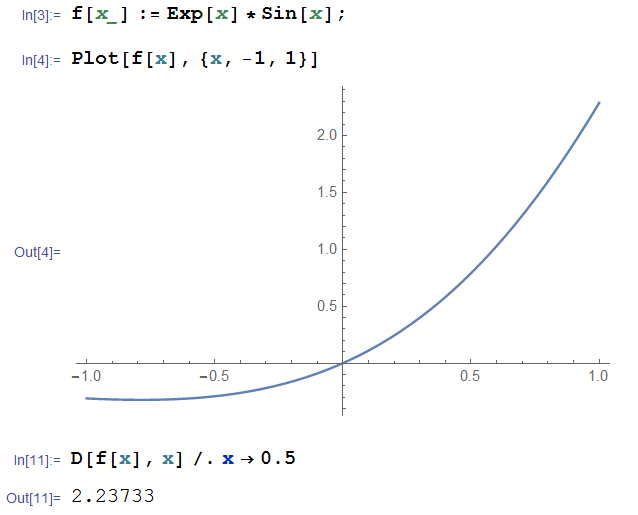 In[3]:= f[x_] := Exp[x] * Sin[x];
In[4]:= Plot[f[x], {x, -1, 1}]
2.0
1.5
1.0
Out[4]=
0.5
-1.0 -0.5 0.5 1.0
In[11]:= D[f[x], x] /. x → 0.5
Out[11]= 2.23733